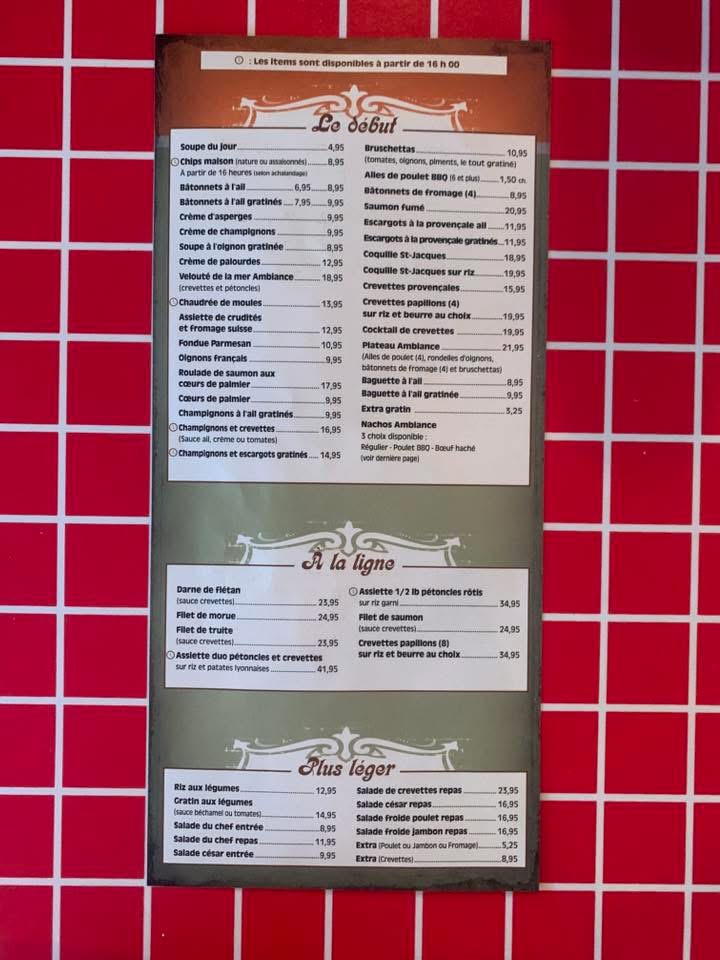 : Les items sont disponibles à partir de 16 h 00
Le début
Soupe du jour 4,95
Chips maison (nature ou assaisonnés) 8,95
À partir de 16 heures (selon achalandage)
Bâtonnets à l'ail 6,95 8,95
Bâtonnets à l'ail gratinés 7,95 9,95
Crème d'asperges 9,95
Crème de champignons 9,95
Soupe à l'oignon gratinée 8,95
Crème de palourdes 12,95
Velouté de la mer Ambiance 18,95
(crevettes et pétoncles)
Chaudrée de moules 13,95
Assiette de crudités
et fromage suisse 12,95
Fondue Parmesan 10,95
Oignons français 9,95
Roulade de saumon aux
cœurs de palmier 17,95
Cœurs de palmier 9,95
Champignons à l'ail gratinés 9,95
Champignons et crevettes 16,95
(Sauce ail, crème ou tomates)
Champignons et escargots gratinés 14,95
Bruschettas 10,95
(tomates, oignons, piments, le tout gratiné)
Ailes de poulet BBQ (6 et plus) 1,50 ch.
Bâtonnets de fromage (4) 8,95
Saumon fumé 20,95
Escargots à la provençale ail 11,95
Escargots à la provençale gratinés 11,95
Coquille St-Jacques 18,95
Coquille St-Jacques sur riz 19,95
Crevettes provençales 15,95
Crevettes papillons (4)
sur riz et beurre au choix 19,95
Cocktail de crevettes 19,95
Plateau Ambiance 21,95
(Ailes de poulet (4), rondelles d'oignons,
bâtonnets de fromage (4) et bruschettas)
Baguette à l'ail 8,95
Baguette à l'ail gratinée 9,95
Extra gratin 3,25
Nachos Ambiance
3 choix disponible :
Régulier - Poulet BBQ - Bœuf haché
(voir dernière page)
À la ligne
Darne de flétan
(sauce crevettes) 23,95
Filet de morue 24,95
Filet de truite
(sauce crevettes) 23,95
Assiette duo pétoncles et crevettes
sur riz et patates lyonnaises 41,95
Assiette 1/2 lb pétoncles rôtis
sur riz garni 34,95
Filet de saumon
(sauce crevettes) 24,95
Crevettes papillons (8)
sur riz et beurre au choix 34,95
Plus léger
Riz aux légumes 12,95
Gratin aux légumes
(sauce béchamel ou tomates) 14,95
Salade du chef entrée 8,95
Salade du chef repas 11,95
Salade césar entrée 9,95
Salade de crevettes repas 23,95
Salade césar repas 16,95
Salade froide poulet repas 16,95
Salade froide jambon repas 16,95
Extra (Poulet ou Jambon ou Fromage) 5,25
Extra (Crevettes) 8,95